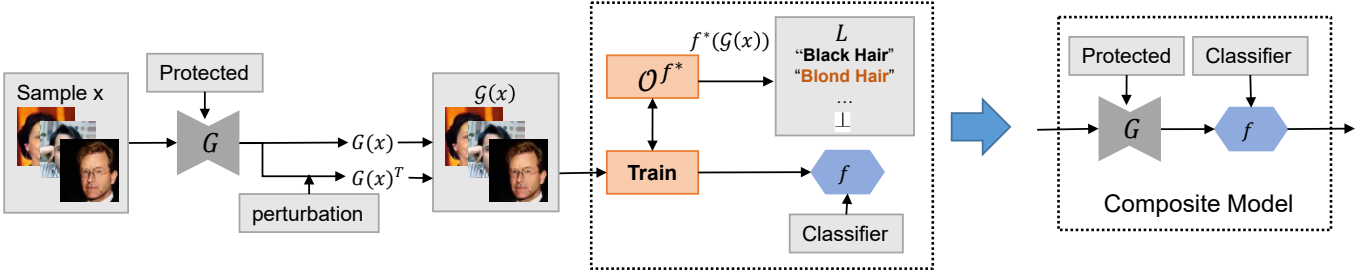 Sample x
Protected
G
G(x)
G(x)^T
perturbation
𝒢(x)
𝒪^{f*}
Train
f*(𝒢(x))
L
“Black Hair”
“Blond Hair”
...
⊥
f
Classifier
Protected
Classifier
G
f
Composite Model